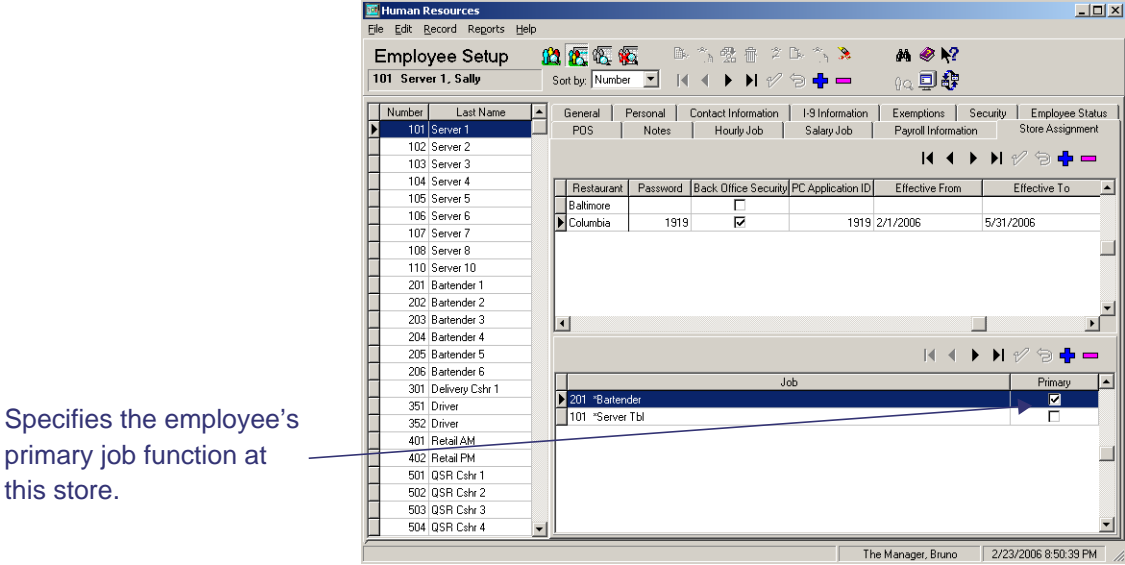 Human Resources
File Edit Record Reports Help
Employee Setup
101 Server 1, Sally
Sort by: Number
Number Last Name
101 Server 1
102 Server 2
103 Server 3
104 Server 4
105 Server 5
106 Server 6
107 Server 7
108 Server 8
110 Server 10
201 Bartender 1
202 Bartender 2
203 Bartender 3
204 Bartender 4
205 Bartender 5
206 Bartender 6
301 Delivery Cshr 1
351 Driver
352 Driver
401 Retail AM
402 Retail PM
501 QSR Cshr 1
502 QSR Cshr 2
503 QSR Cshr 3
504 QSR Cshr 4
General Personal Contact Information I-9 Information Exemptions Security Employee Status
POS Notes Hourly Job Salary Job Payroll Information Store Assignment
Restaurant Password Back Office Security PC Application ID Effective From Effective To
Baltimore
Columbia 1919 1919 2/1/2006 5/31/2006
Job Primary
201 *Bartender
101 *Server Tbl
Specifies the employee's
primary job function at
this store.
The Manager, Bruno 2/23/2006 8:50:39 PM